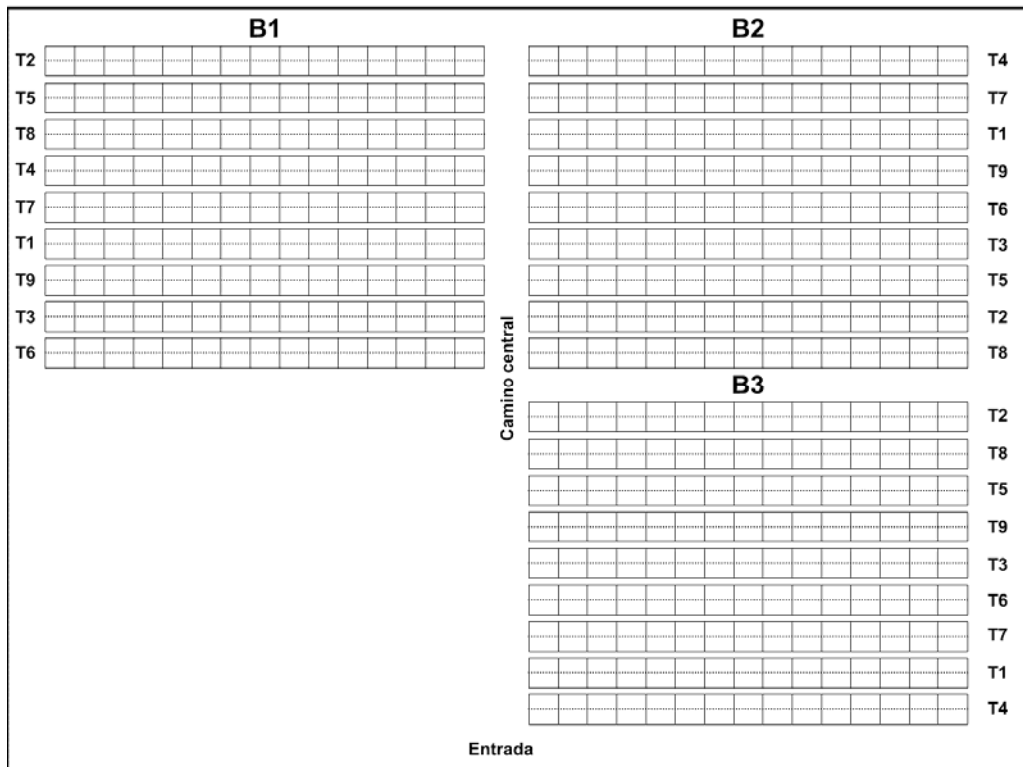 B1
T2
T5
T8
T4
T7
T1
T9
T3
T6
B2
T4
T7
T1
T9
T6
T3
T5
T2
T8
Camino central
B3
T2
T8
T5
T9
T3
T6
T7
T1
T4
Entrada